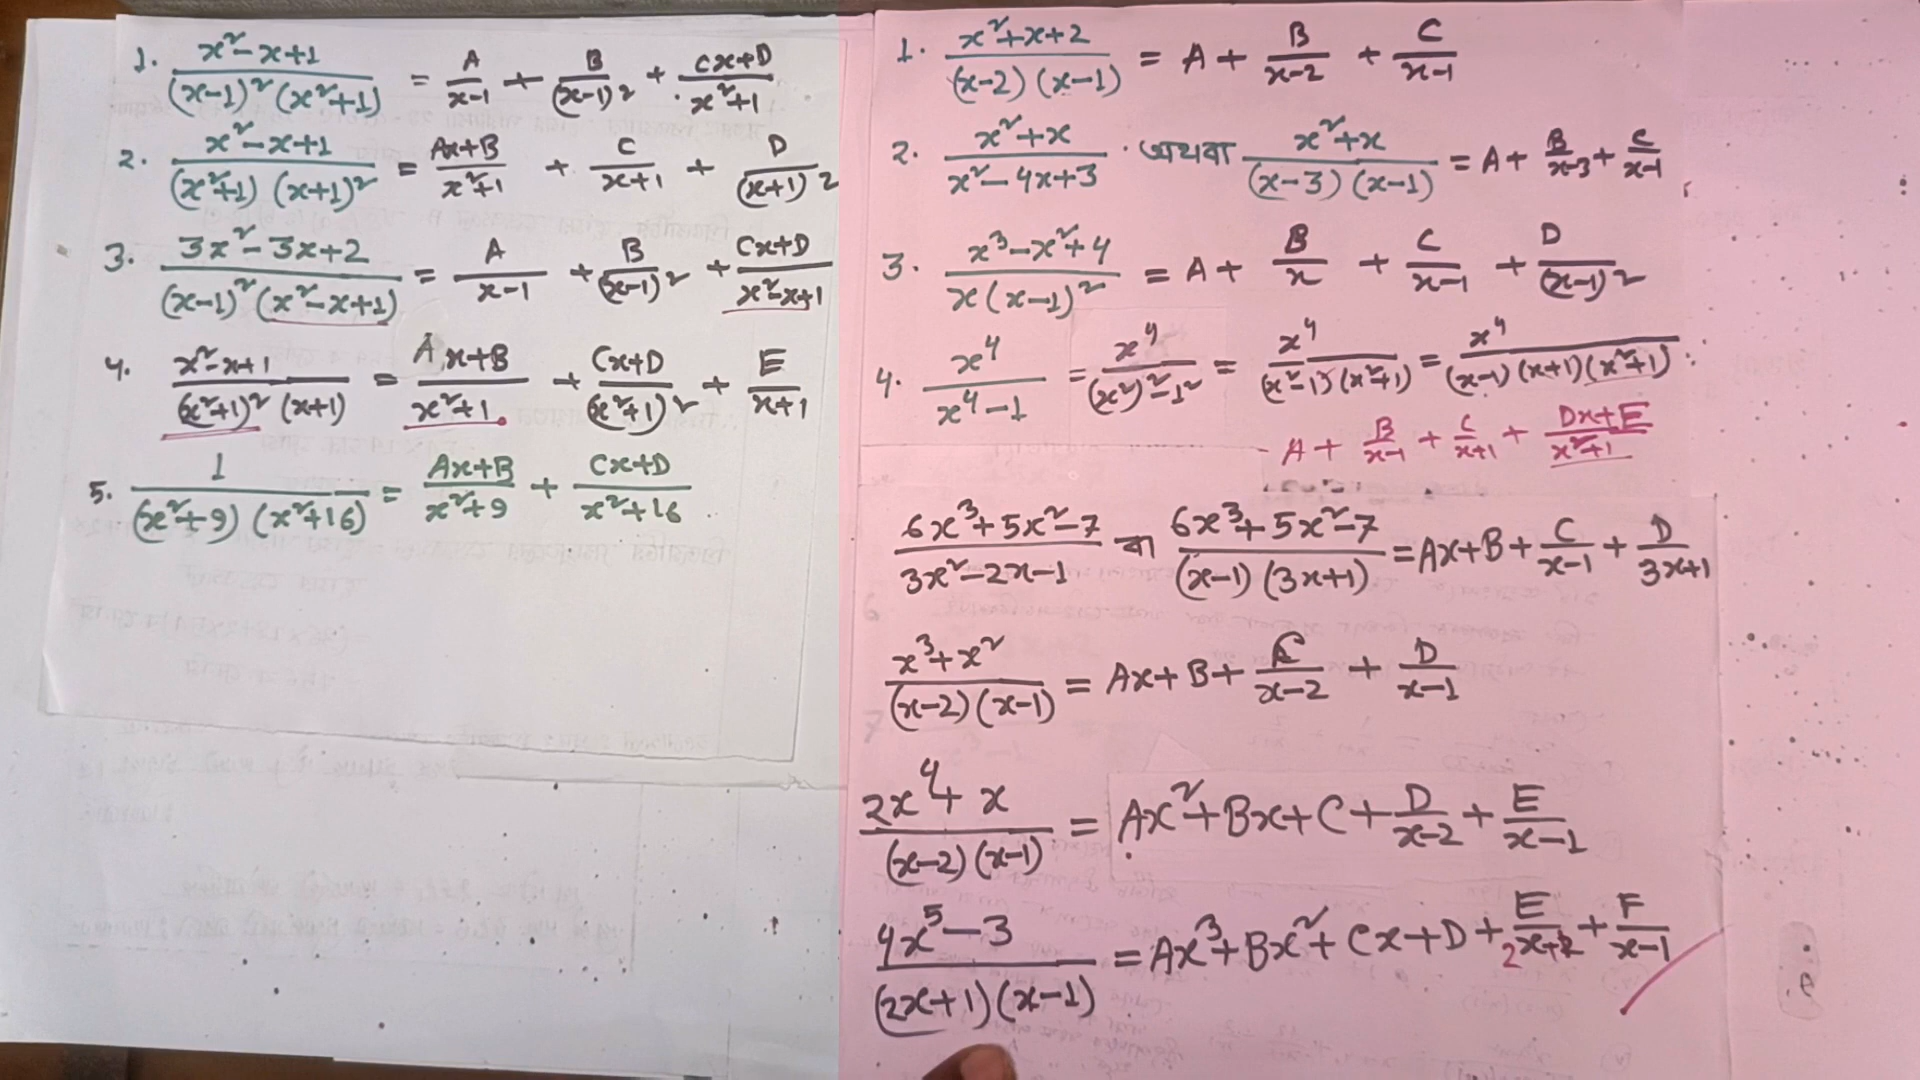 1. (x²-x+1)/((x-1)²(x²+1)) = A/(x-1) + B/(x-1)² + (Cx+D)/(x²+1)
2. (x²-x+1)/((x²+1)(x+1)²) = (Ax+B)/(x²+1) + C/(x+1) + D/(x+1)²
3. (3x²-3x+2)/((x-1)²(x²-x+1)) = A/(x-1) + B/(x-1)² + (Cx+D)/(x²-x+1)
4. (x²-x+1)/((x²+1)²(x+1)) = (Ax+B)/(x²+1) + (Cx+D)/(x²+1)² + E/(x+1)
5. 1/((x²+9)(x²+16)) = (Ax+B)/(x²+9) + (Cx+D)/(x²+16)
1. (x²+x+2)/((x-2)(x-1)) = A + B/(x-2) + C/(x-1)
2. (x²+x)/(x²-4x+3) · অথবা (x²+x)/((x-3)(x-1)) = A + B/(x-3) + C/(x-1)
3. (x³-x²+4)/(x(x-1)²) = A + B/x + C/(x-1) + D/(x-1)²
4. x⁴/(x⁴-1) = x⁴/((x²)²-1²) = x⁴/((x²-1)(x²+1)) = x⁴/((x-1)(x+1)(x²+1))
A + B/(x-1) + C/(x+1) + (Dx+E)/(x²+1)
(6x³+5x²-7)/(3x²-2x-1) বা (6x³+5x²-7)/((x-1)(3x+1)) = Ax+B + C/(x-1) + D/(3x+1)
(x³+x²)/((x-2)(x-1)) = Ax+B + C/(x-2) + D/(x-1)
(2x⁴+x)/((x-2)(x-1)) = Ax²+Bx+C + D/(x-2) + E/(x-1)
(4x⁵-3)/((2x+1)(x-1)) = Ax³+Bx²+Cx+D + E/(2x+1) + F/(x-1)